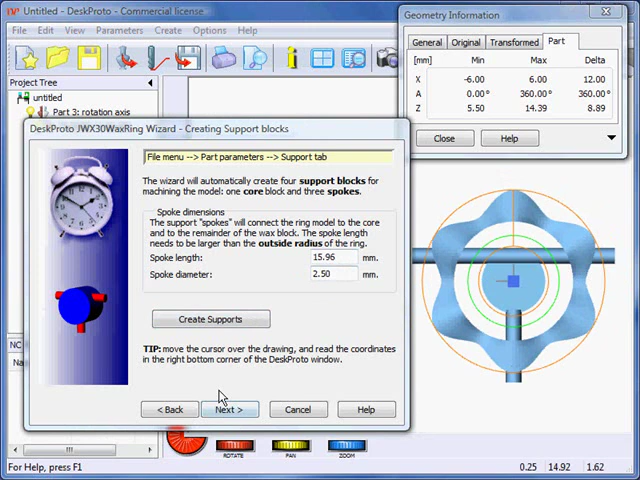 Untitled - DeskProto - Commercial license
File Edit View Parameters Create Options Help
Project Tree
untitled
Part 3: rotation axis
DeskProto JWX30WaxRing Wizard - Creating Support blocks
File menu --> Part parameters --> Support tab
The wizard will automatically create four support blocks for
machining the model: one core block and three spokes.
Spoke dimensions
The support "spokes" will connect the ring model to the core
and to the remainder of the wax block. The spoke length
needs to be larger than the outside radius of the ring.
Spoke length: 15.96 mm.
Spoke diameter: 2.50 mm.
Create Supports
TIP: move the cursor over the drawing, and read the coordinates
in the right bottom corner of the DeskProto window.
< Back Next > Cancel Help
Geometry Information
General Original Transformed Part
[mm] Min Max Delta
X -6.00 6.00 12.00
A 0.00° 360.00° 360.00°
Z 5.50 14.39 8.89
Close Help
NC
Na
ROTATE PAN ZOOM
For Help, press F1
0.25 14.92 1.62